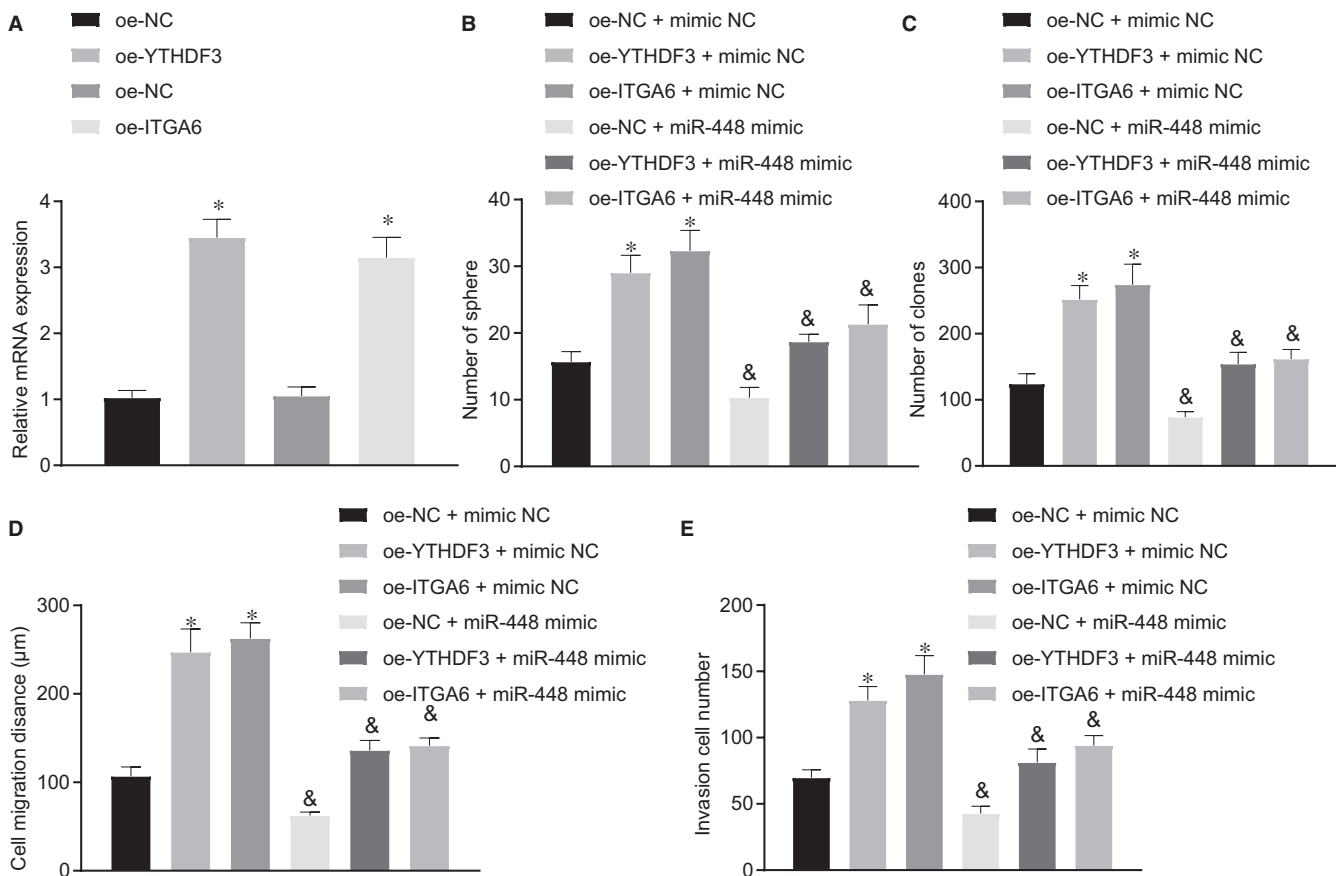 A
oe-NC
oe-YTHDF3
oe-NC
oe-ITGA6
Relative mRNA expression
4
3
2
1
0
*
*
B
oe-NC + mimic NC
oe-YTHDF3 + mimic NC
oe-ITGA6 + mimic NC
oe-NC + miR-448 mimic
oe-YTHDF3 + miR-448 mimic
oe-ITGA6 + miR-448 mimic
Number of sphere
40
30
20
10
0
*
*
&
&
&
C
oe-NC + mimic NC
oe-YTHDF3 + mimic NC
oe-ITGA6 + mimic NC
oe-NC + miR-448 mimic
oe-YTHDF3 + miR-448 mimic
oe-ITGA6 + miR-448 mimic
Number of clones
400
300
200
100
0
*
*
&
&
&
D
oe-NC + mimic NC
oe-YTHDF3 + mimic NC
oe-ITGA6 + mimic NC
oe-NC + miR-448 mimic
oe-YTHDF3 + miR-448 mimic
oe-ITGA6 + miR-448 mimic
Cell migration disance (μm)
300
200
100
0
*
*
&
&
&
E
oe-NC + mimic NC
oe-YTHDF3 + mimic NC
oe-ITGA6 + mimic NC
oe-NC + miR-448 mimic
oe-YTHDF3 + miR-448 mimic
oe-ITGA6 + miR-448 mimic
Invasion cell number
200
150
100
50
0
*
*
&
&
&